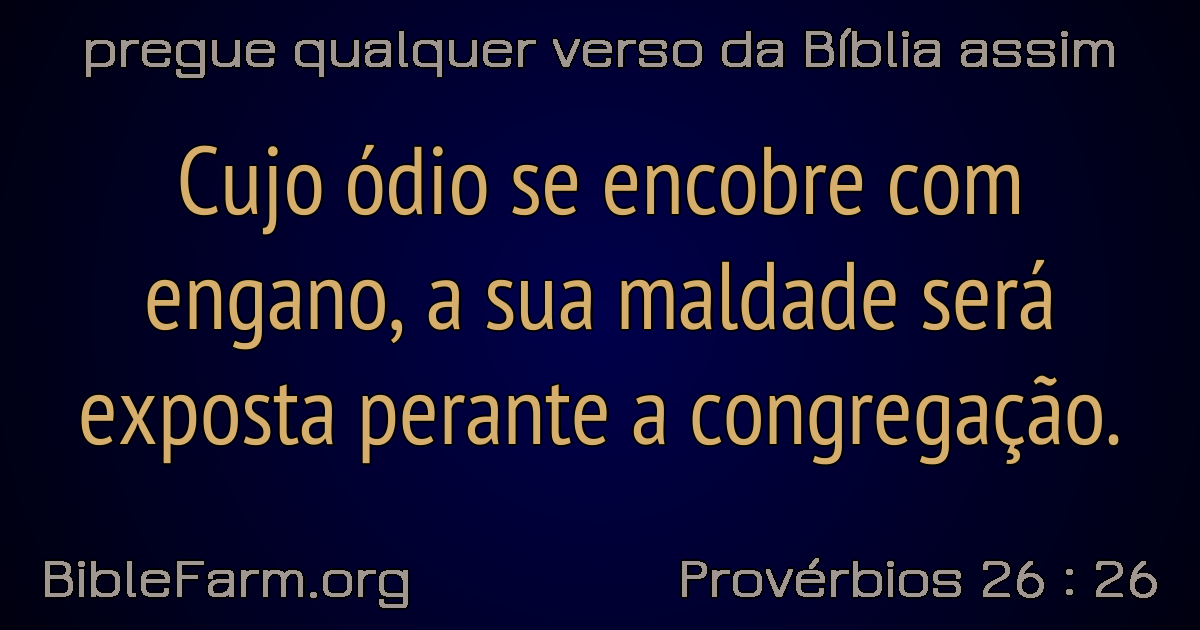 pregue qualquer verso da Bíblia assim
Cujo ódio se encobre com
engano, a sua maldade será
exposta perante a congregação.
BibleFarm.org
Provérbios 26 : 26